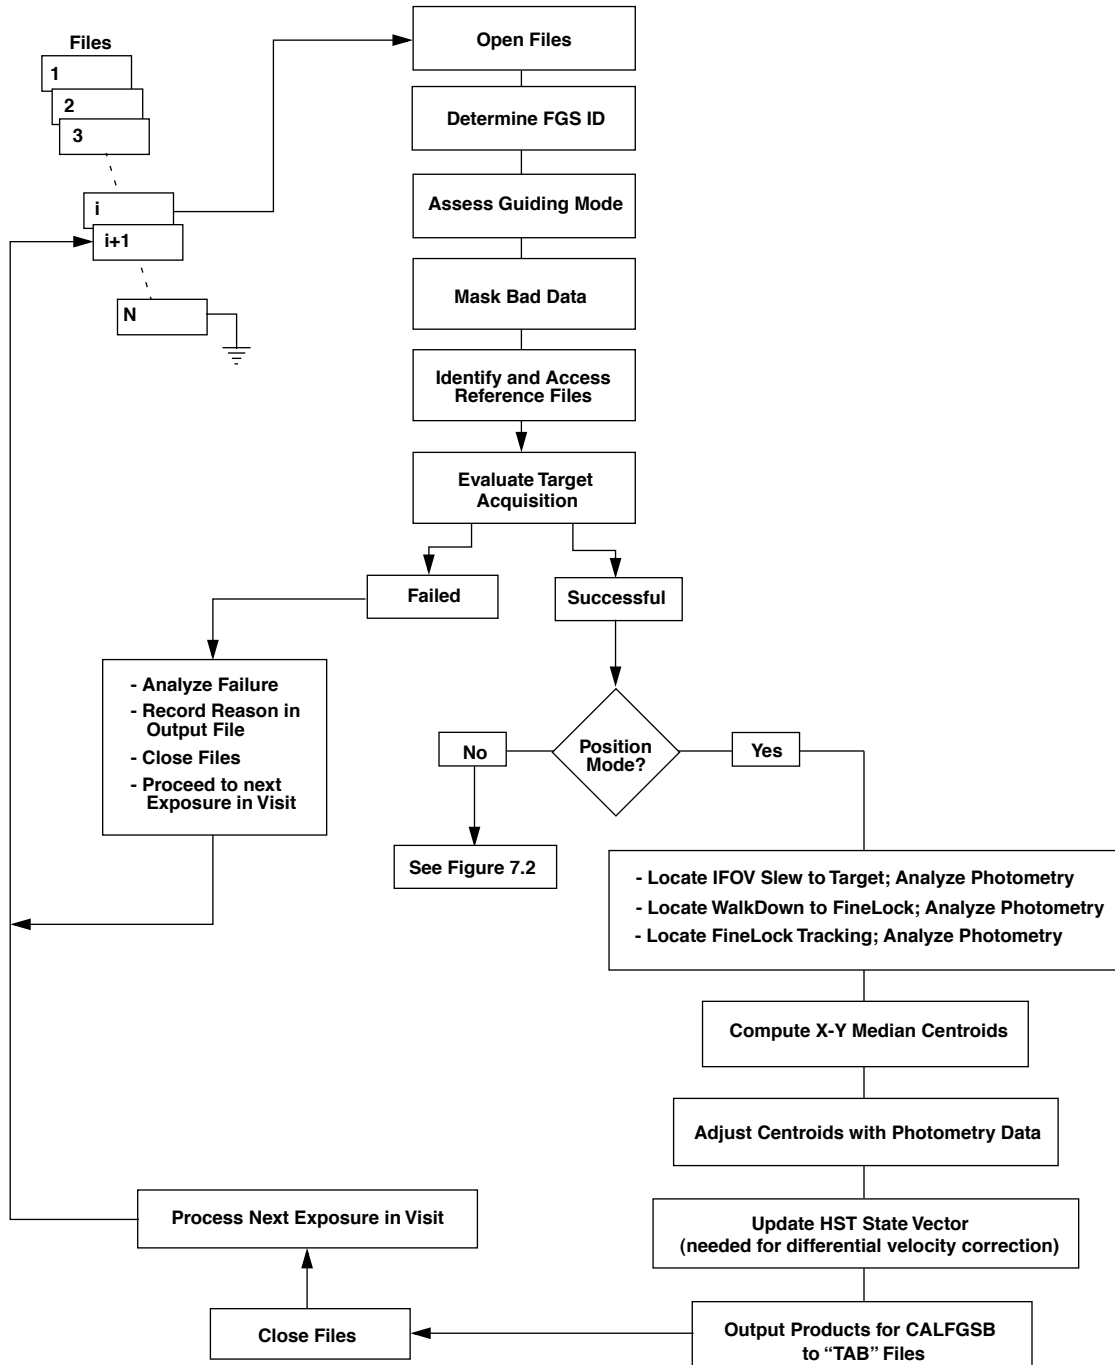 Files
1
2
3
i
i+1
N
Open Files
Determine FGS ID
Assess Guiding Mode
Mask Bad Data
Identify and Access
Reference Files
Evaluate Target
Acquisition
Failed
Successful
- Analyze Failure
- Record Reason in
Output File
- Close Files
- Proceed to next
Exposure in Visit
Position
Mode?
No
Yes
See Figure 7.2
- Locate IFOV Slew to Target; Analyze Photometry
- Locate WalkDown to FineLock; Analyze Photometry
- Locate FineLock Tracking; Analyze Photometry
Compute X-Y Median Centroids
Adjust Centroids with Photometry Data
Update HST State Vector
(needed for differential velocity correction)
Output Products for CALFGSB
to “TAB” Files
Close Files
Process Next Exposure in Visit